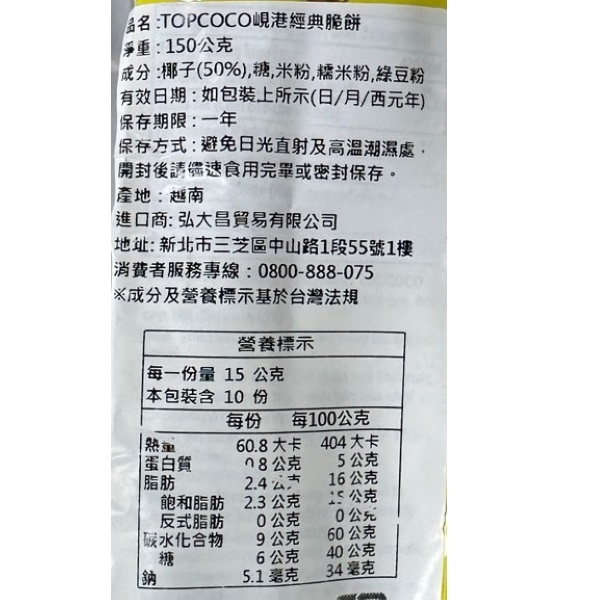 品名:TOPCOCO峴港經典脆餅
淨重:150公克
成分:椰子(50%),糖,米粉,糯米粉,綠豆粉
有效日期:如包裝上所示(日/月/西元年)
保存期限:一年
保存方式:避免日光直射及高溫潮濕處,
開封後請儘速食用完畢或密封保存。
產地:越南
進口商:弘大昌貿易有限公司
地址:新北市三芝區中山路1段55號1樓
消費者服務專線:0800-888-075
※成分及營養標示基於台灣法規
營養標示
每一份量 15 公克
本包裝含 10 份
每份 每100公克
熱量 60.8 大卡 404 大卡
蛋白質 0.8 公克 5 公克
脂肪 2.4 公克 16 公克
飽和脂肪 2.3 公克 公克
反式脂肪 0 公克 0 公克
碳水化合物 9 公克 60 公克
糖 6 公克 40 公克
鈉 5.1 毫克 34 毫克